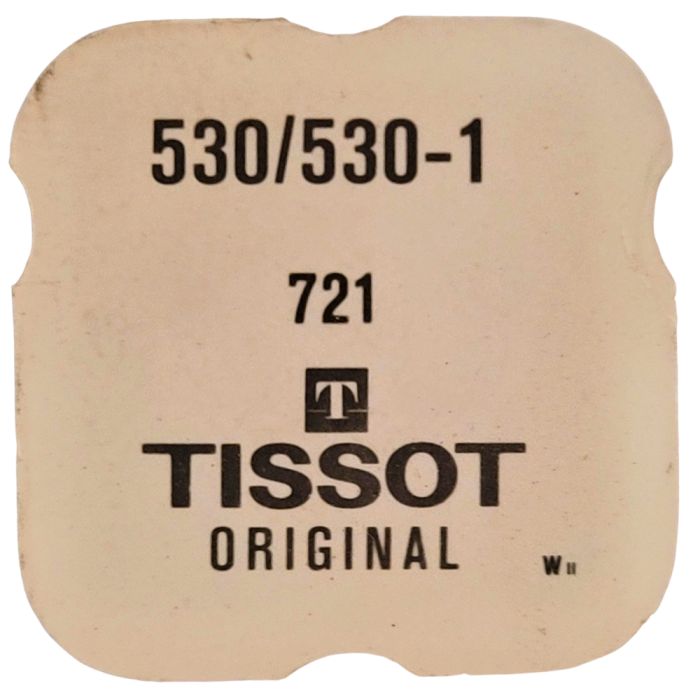 530/530-1
721
T
TISSOT
ORIGINAL
W II